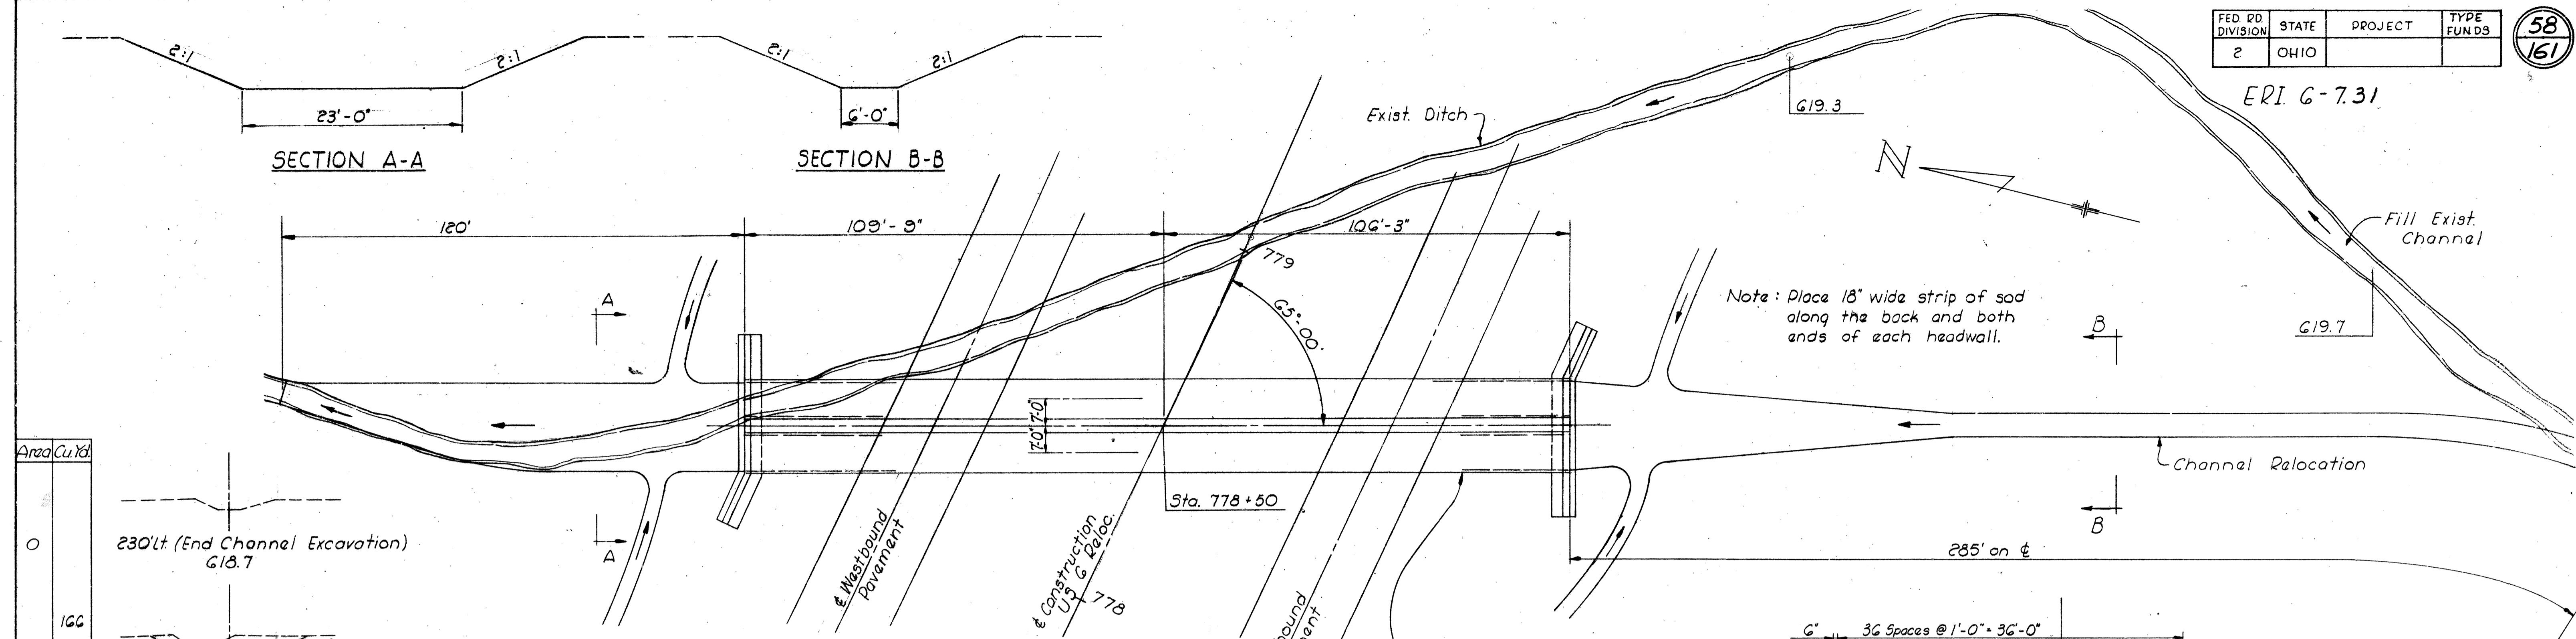 2:1
2:1
23'-0"
SECTION A-A
2:1
2:1
6'-0"
SECTION B-B
FED. RD. DIVISION
STATE
PROJECT
TYPE FUNDS
2
OHIO
58
161
ERI. 6-7.31
Exist. Ditch
619.3
N
Fill Exist.
Channel
619.7
120'
109'-9"
106'-3"
779
65°-00'
Note: Place 18" wide strip of sod
along the back and both
ends of each headwall.
A
B
7'-0" 7'-0"
Sta. 778+50
Channel Relocation
A
B
285' on ℄
Area
Cu.Yd.
0
166
230' Lt. (End Channel Excavation)
618.7
℄ Westbound
Pavement
℄ Construction
US 6 Reloc.
778
6"
36 Spaces @ 1'-0" = 36'-0"